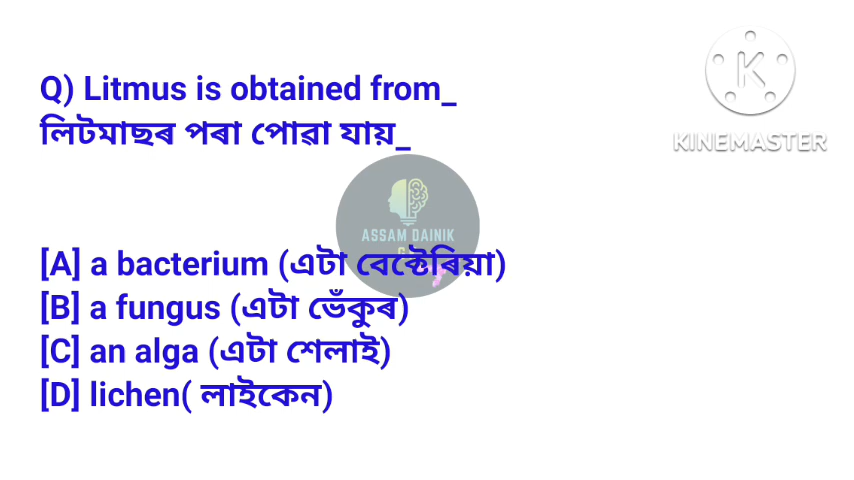 Q) Litmus is obtained from_
KINEMASTER
লিটমাছৰ পৰা পোৱা যায়_
ASSAM DAINIK
[A] a bacterium (এটা বেক্টেৰিয়া)
[B] a fungus (এটা ভেঁকুৰ)
[C] an alga (এটা শেলাই)
[D] lichen( লাইকেন)